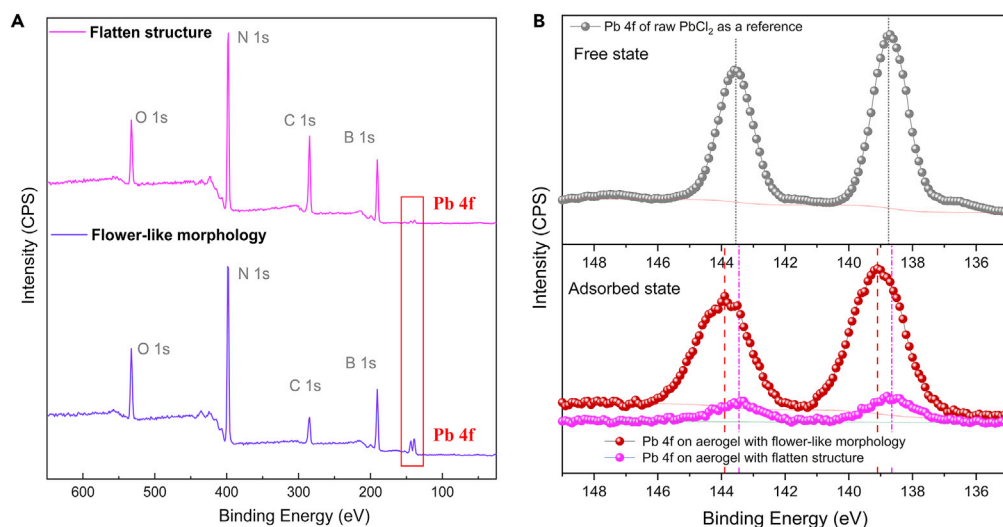 A
Flatten structure
N 1s
O 1s
C 1s
B 1s
Pb 4f
Flower-like morphology
N 1s
O 1s
C 1s
B 1s
Pb 4f
Intensity (CPS)
600 500 400 300 200 100
Binding Energy (eV)
B
Pb 4f of raw PbCl₂ as a reference
Free state
148 146 144 142 140 138 136
Adsorbed state
Pb 4f on aerogel with flower-like morphology
Pb 4f on aerogel with flatten structure
Intensity (CPS)
148 146 144 142 140 138 136
Binding Energy (eV)